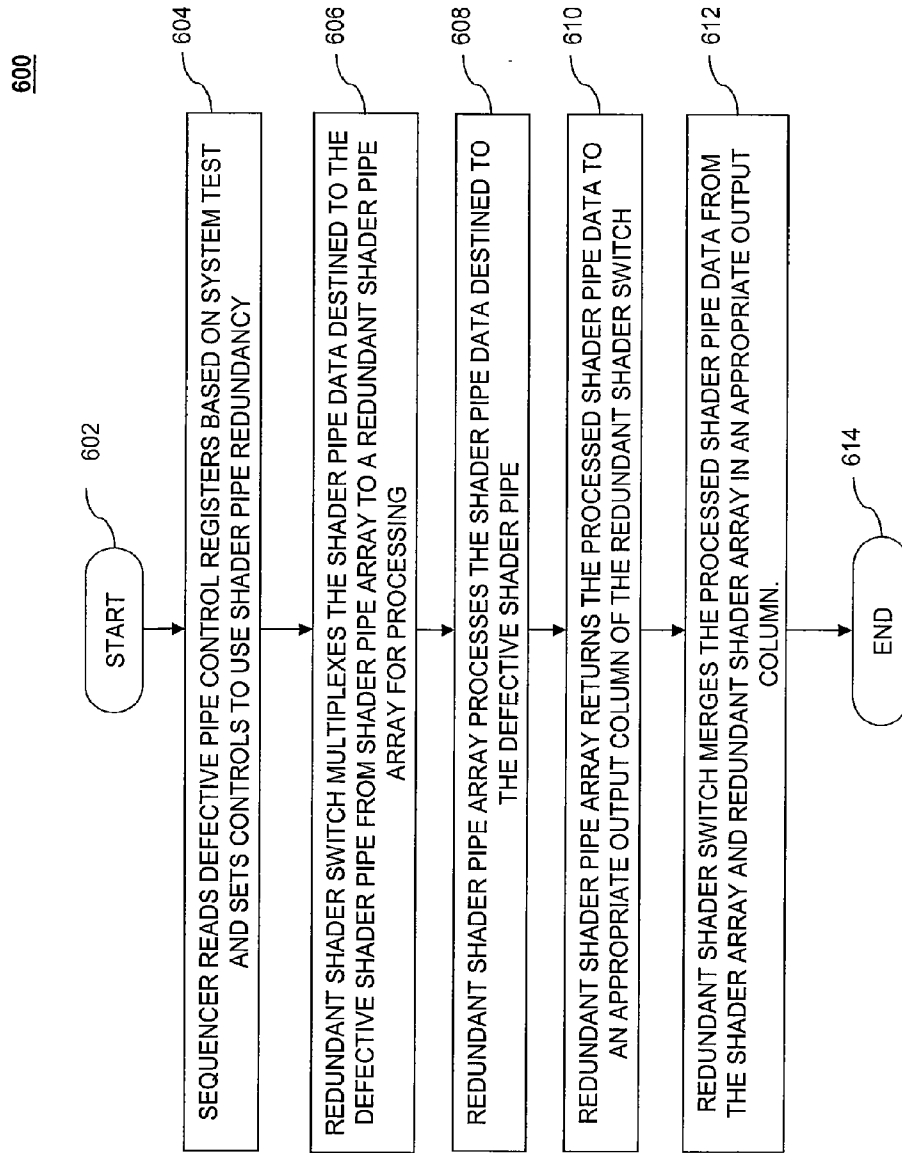 600
START
602
SEQUENCER READS DEFECTIVE PIPE CONTROL REGISTERS BASED ON SYSTEM TEST
AND SETS CONTROLS TO USE SHADER PIPE REDUNDANCY
604
REDUNDANT SHADER SWITCH MULTIPLEXES THE SHADER PIPE DATA DESTINED TO THE
DEFECTIVE SHADER PIPE FROM SHADER PIPE ARRAY TO A REDUNDANT SHADER PIPE
ARRAY FOR PROCESSING
606
REDUNDANT SHADER PIPE ARRAY PROCESSES THE SHADER PIPE DATA DESTINED TO
THE DEFECTIVE SHADER PIPE
608
REDUNDANT SHADER PIPE ARRAY RETURNS THE PROCESSED SHADER PIPE DATA TO
AN APPROPRIATE OUTPUT COLUMN OF THE REDUNDANT SHADER SWITCH
610
REDUNDANT SHADER SWITCH MERGES THE PROCESSED SHADER PIPE DATA FROM
THE SHADER ARRAY AND REDUNDANT SHADER ARRAY IN AN APPROPRIATE OUTPUT
COLUMN.
612
END
614